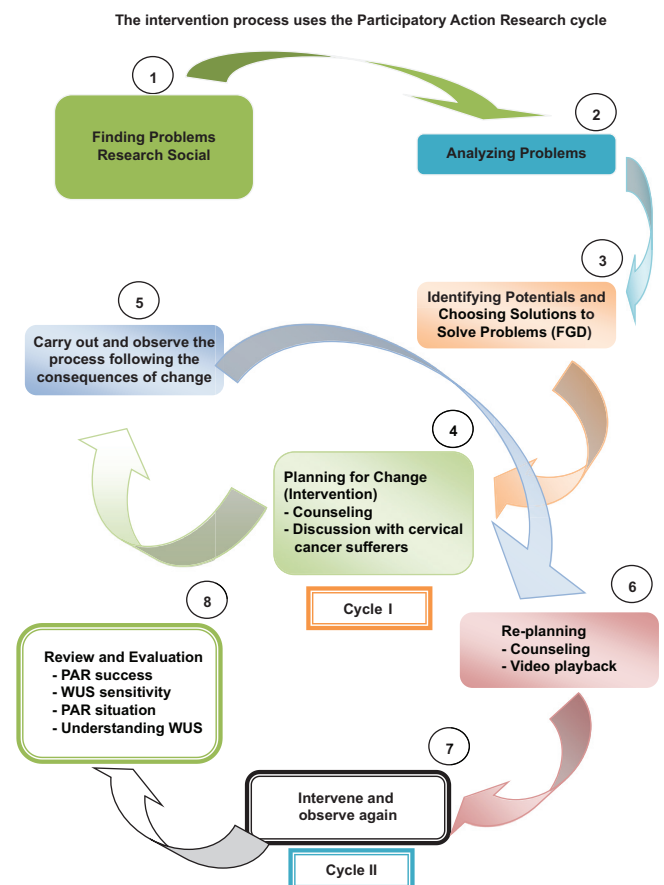 The intervention process uses the Participatory Action Research cycle
1
Finding Problems
Research Social
2
Analyzing Problems
3
Identifying Potentials and
Choosing Solutions to
Solve Problems (FGD)
5
Carry out and observe the
process following the
consequences of change
4
Planning for Change
(Intervention)
- Counseling
- Discussion with cervical
cancer sufferers
Cycle I
6
Re-planning
- Counseling
- Video playback
8
Review and Evaluation
- PAR success
- WUS sensitivity
- PAR situation
- Understanding WUS
7
Intervene and
observe again
Cycle II